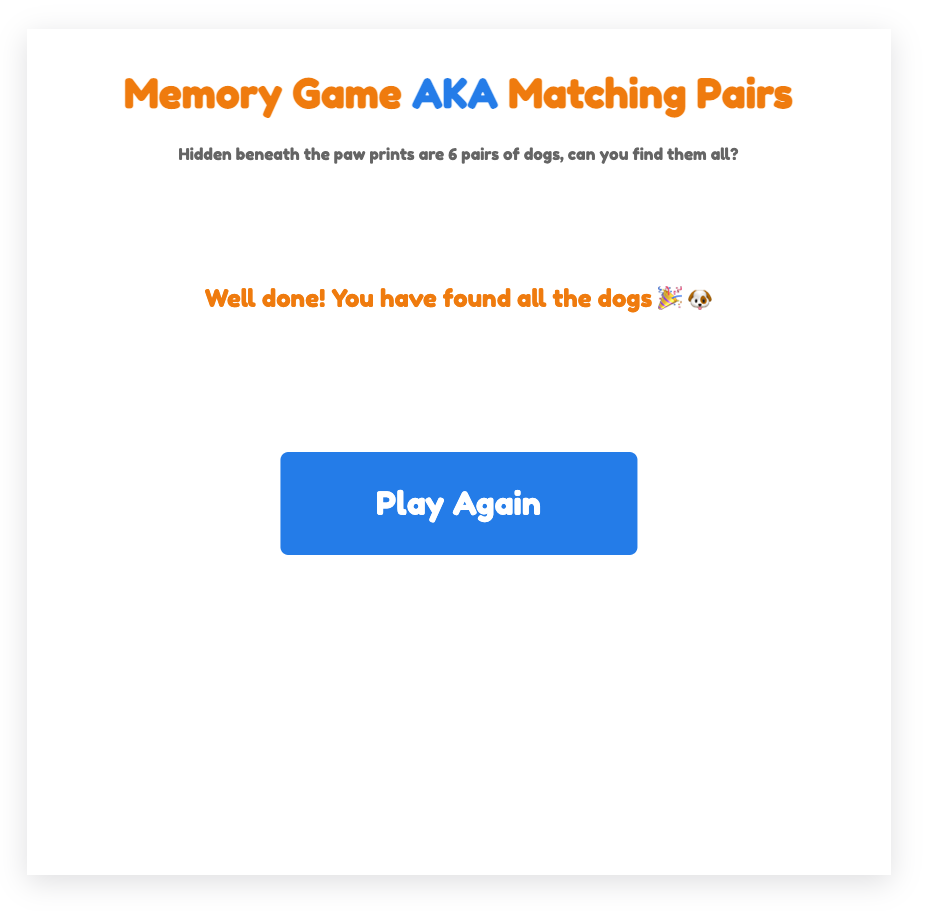 Memory Game AKA Matching Pairs
Hidden beneath the paw prints are 6 pairs of dogs, can you find them all?
Well done! You have found all the dogs 🎉🐶
Play Again